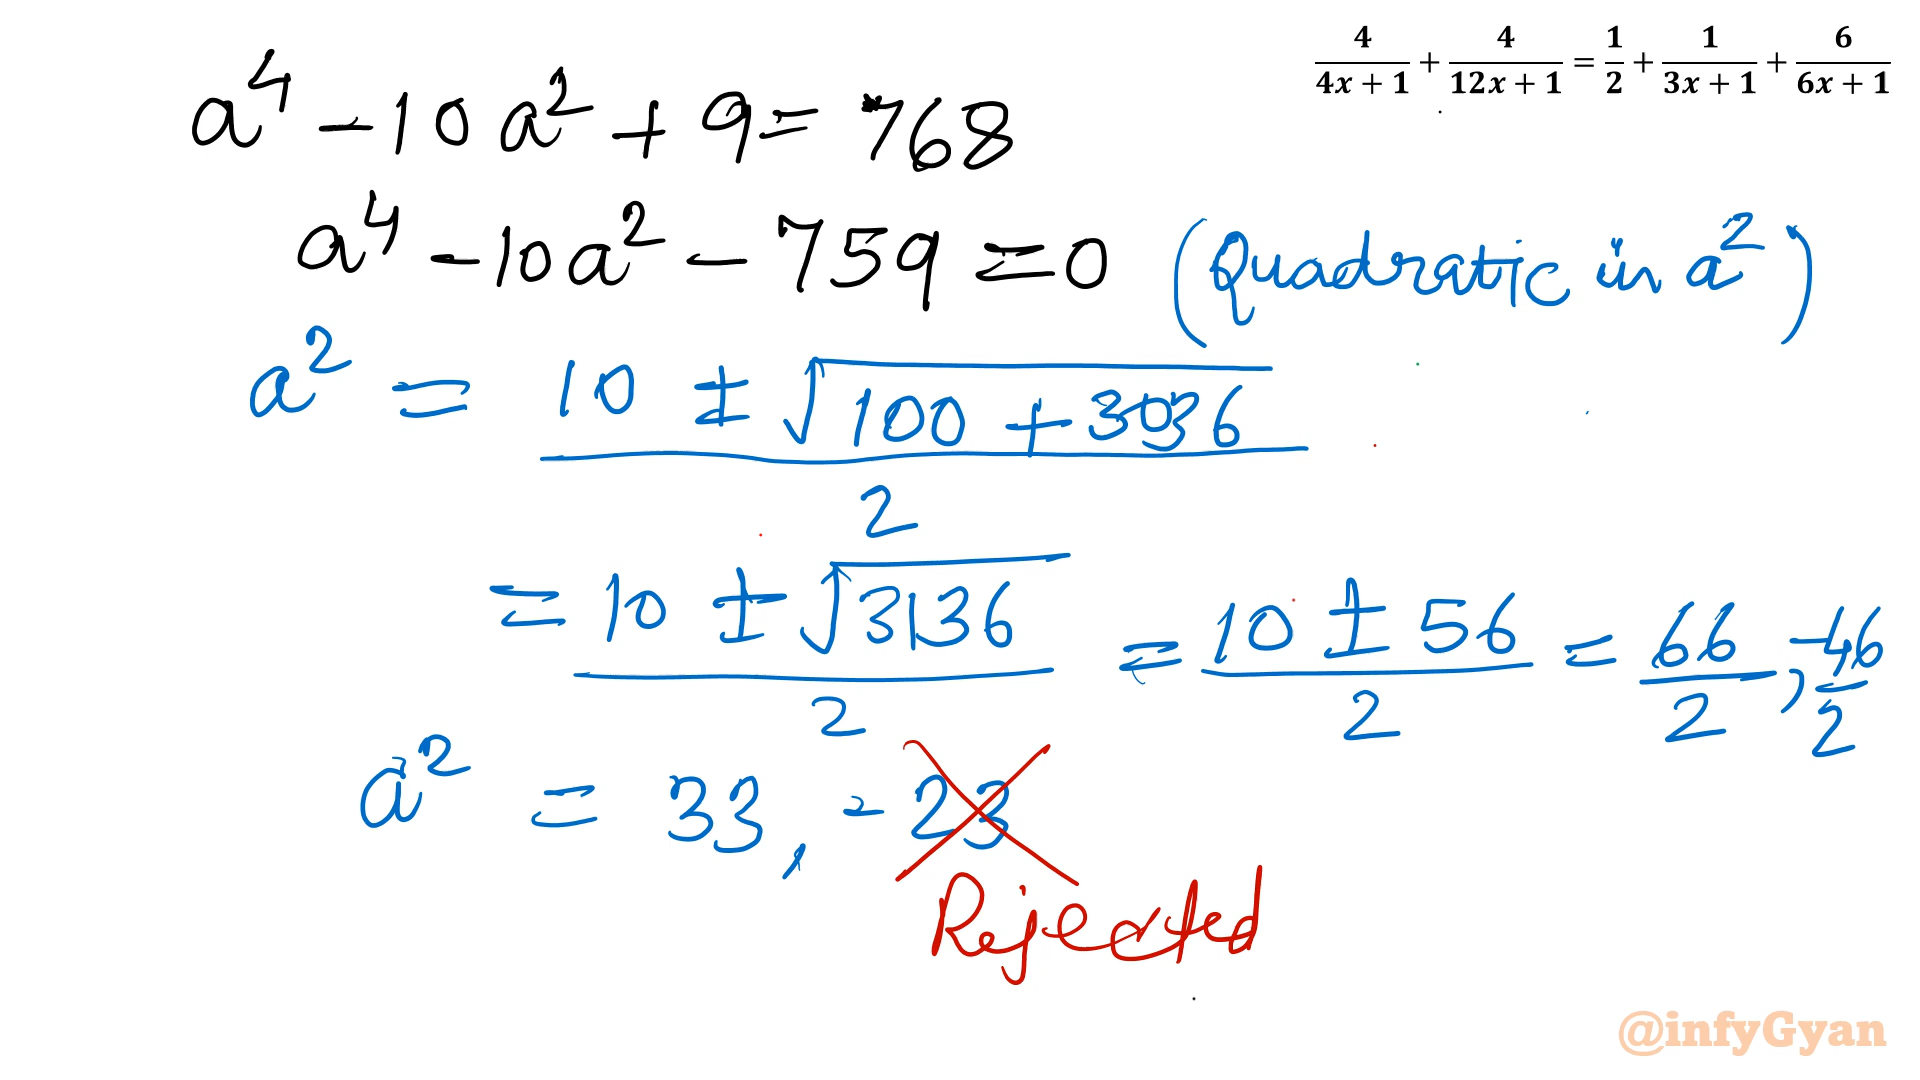 4/(4x + 1) + 4/(12x + 1) = 1/2 + 1/(3x + 1) + 6/(6x + 1)
a⁴ − 10a² + 9 = 768
a⁴ − 10a² − 759 = 0 (Quadratic in a²)
a² = (10 ± √(100 + 3036))/2
= (10 ± √3136)/2 = (10 ± 56)/2 = 66/2, −46/2
a² = 33, −23
Rejected
@infyGyan